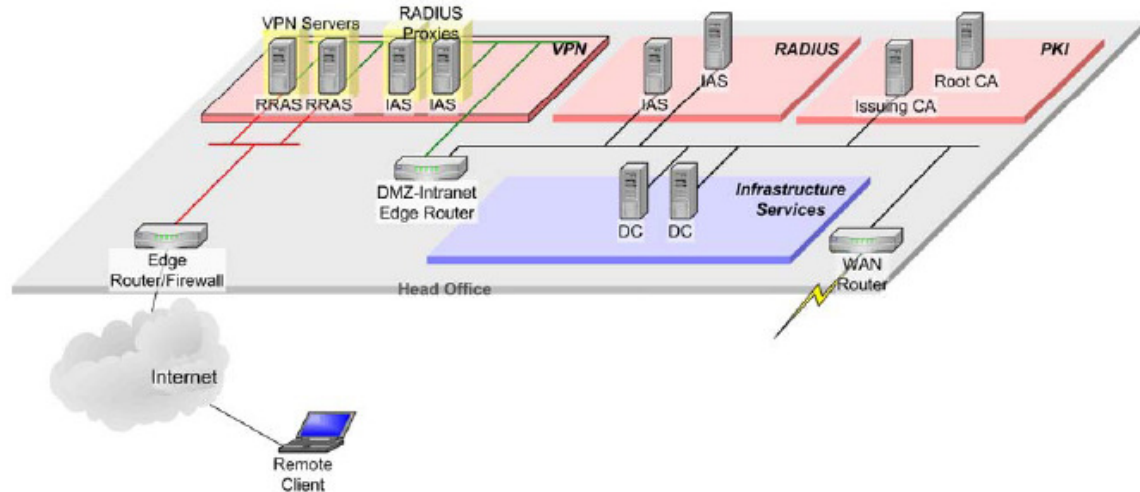 VPN Servers
RADIUS
Proxies
VPN
RADIUS
PKI
RRAS
RRAS
IAS
IAS
IAS
IAS
Issuing CA
Root CA
DMZ-Intranet
Edge Router
Infrastructure
Services
DC
DC
Edge
Router/Firewall
WAN
Router
Head Office
Internet
Remote
Client